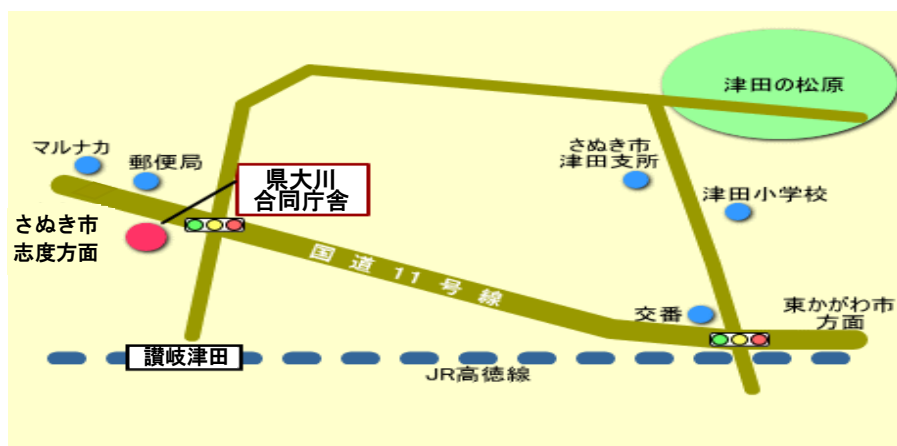 津田の松原
マルナカ
郵便局
さぬき市
津田支所
県大川
合同庁舎
津田小学校
さぬき市
志度方面
国道11号線
交番
東かがわ市
方面
讃岐津田
JR高徳線